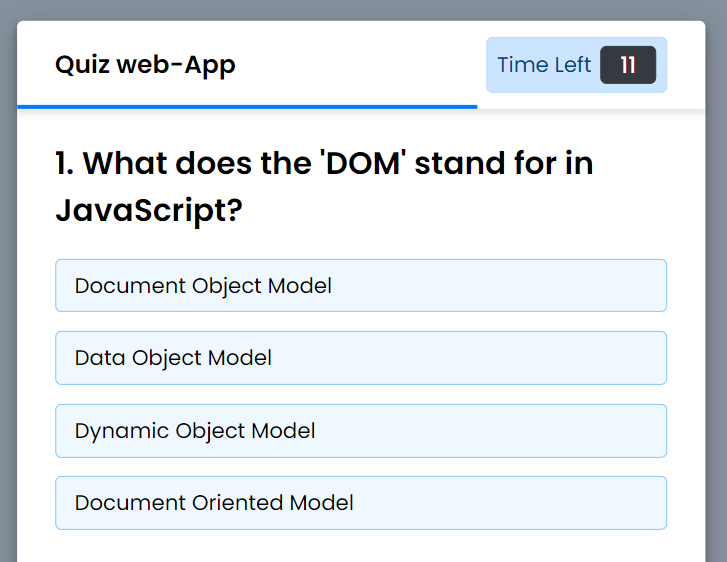 Quiz web-App
Time Left 11
1. What does the 'DOM' stand for in
JavaScript?
Document Object Model
Data Object Model
Dynamic Object Model
Document Oriented Model